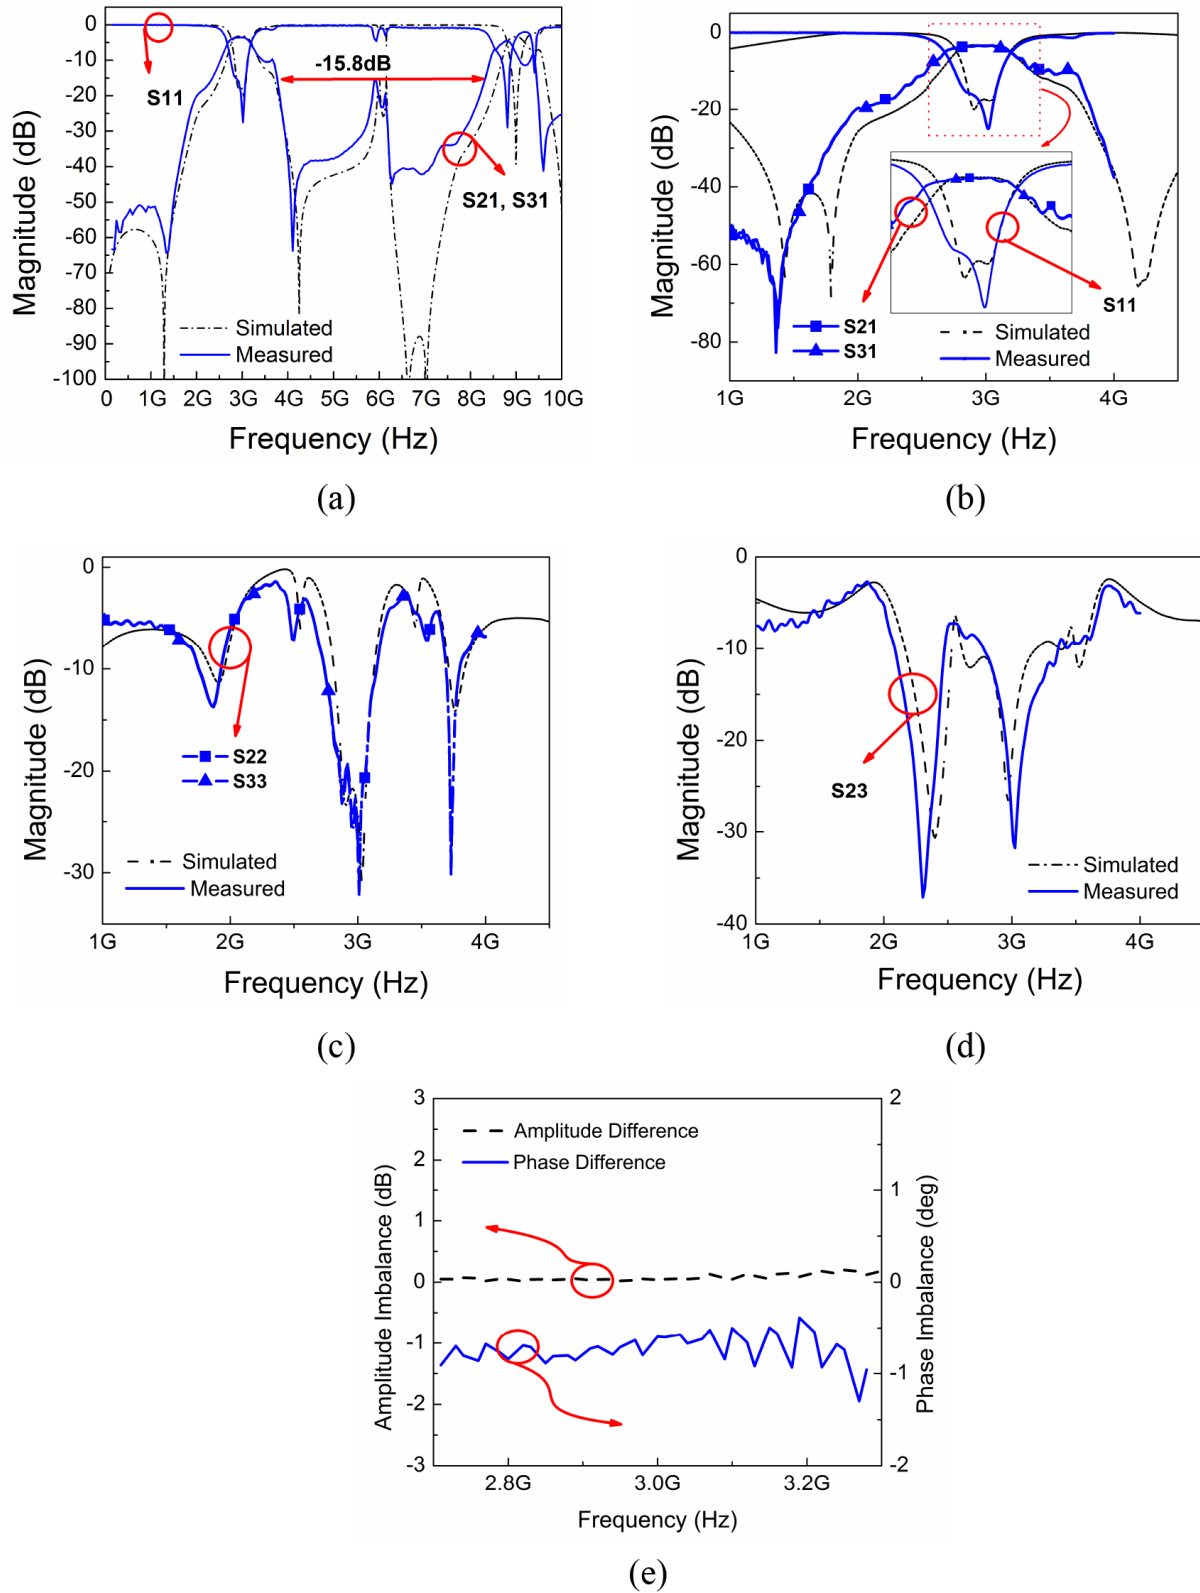 0
-10
-20
-30
-40
-50
-60
-70
-80
-90
-100
Magnitude (dB)
-15.8dB
S11
S21, S31
Simulated
Measured
0 1G 2G 3G 4G 5G 6G 7G 8G 9G 10G
Frequency (Hz)
(a)
0
-20
-40
-60
-80
Magnitude (dB)
S11
S21
S31
Simulated
Measured
1G 2G 3G 4G
Frequency (Hz)
(b)
0
-10
-20
-30
Magnitude (dB)
S22
S33
Simulated
Measured
1G 2G 3G 4G
Frequency (Hz)
(c)
0
-10
-20
-30
-40
Magnitude (dB)
S23
Simulated
Measured
1G 2G 3G 4G
Frequency (Hz)
(d)
3
2
1
0
-1
-2
-3
Amplitude Imbalance (dB)
Amplitude Difference
Phase Difference
2
1
0
-1
-2
Phase Imbalance (deg)
2.8G 3.0G 3.2G
Frequency (Hz)
(e)